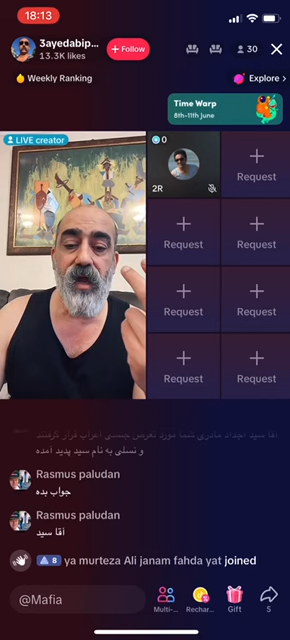 18:13
3ayedabip...
13.3K likes
+ Follow
30
Weekly Ranking
Explore >
Time Warp
8th-11th June
LIVE creator
0
2R
Request
Request
Request
Request
Request
Request
Request
آقا سید اجداد مادری شما مورد تعرض جنسی اعراب قرار گرفتند
و نسلی به نام سید پدید آمده
Rasmus paludan
جواب بده
Rasmus paludan
آقا سید
8 ya murteza Ali janam fahda yat joined
@Mafia
Multi-...
Rechar...
Gift
5